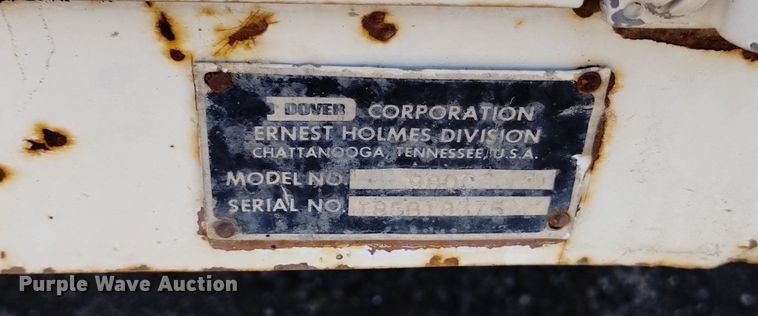 DOVER CORPORATION
ERNEST HOLMES DIVISION
CHATTANOOGA, TENNESSEE, U.S.A.
MODEL NO.
SERIAL NO.
Purple Wave Auction